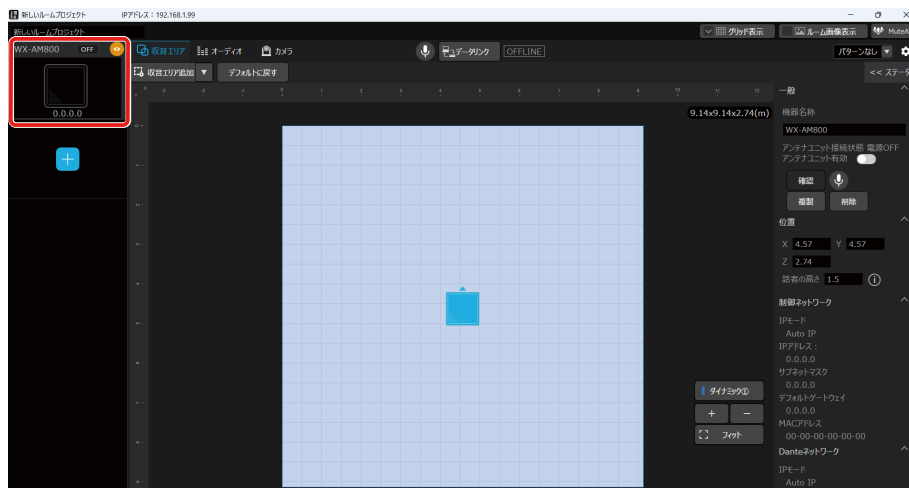 新しいルームプロジェクト IPアドレス：192.168.1.99
新しいルームプロジェクト
グリッド表示 ルーム画像表示 MuteA
WX-AM800 OFF
収音エリア オーディオ カメラ
データリンク OFFLINE
パターンなし
収音エリア追加 デフォルトに戻す
<< ステータ
0.0.0.0
9.14x9.14x2.74(m)
一般
機器名称
WX-AM800
アンテナユニット接続状態 電源OFF
アンテナユニット有効
確認
複製 削除
位置
X 4.57 Y 4.57
Z 2.74
話者の高さ 1.5
制御ネットワーク
IPモード
Auto IP
IPアドレス：
0.0.0.0
サブネットマスク
0.0.0.0
デフォルトゲートウェイ
0.0.0.0
MACアドレス
00-00-00-00-00-00
Danteネットワーク
IPモード
Auto IP
ダイナミック①
+ −
フィット